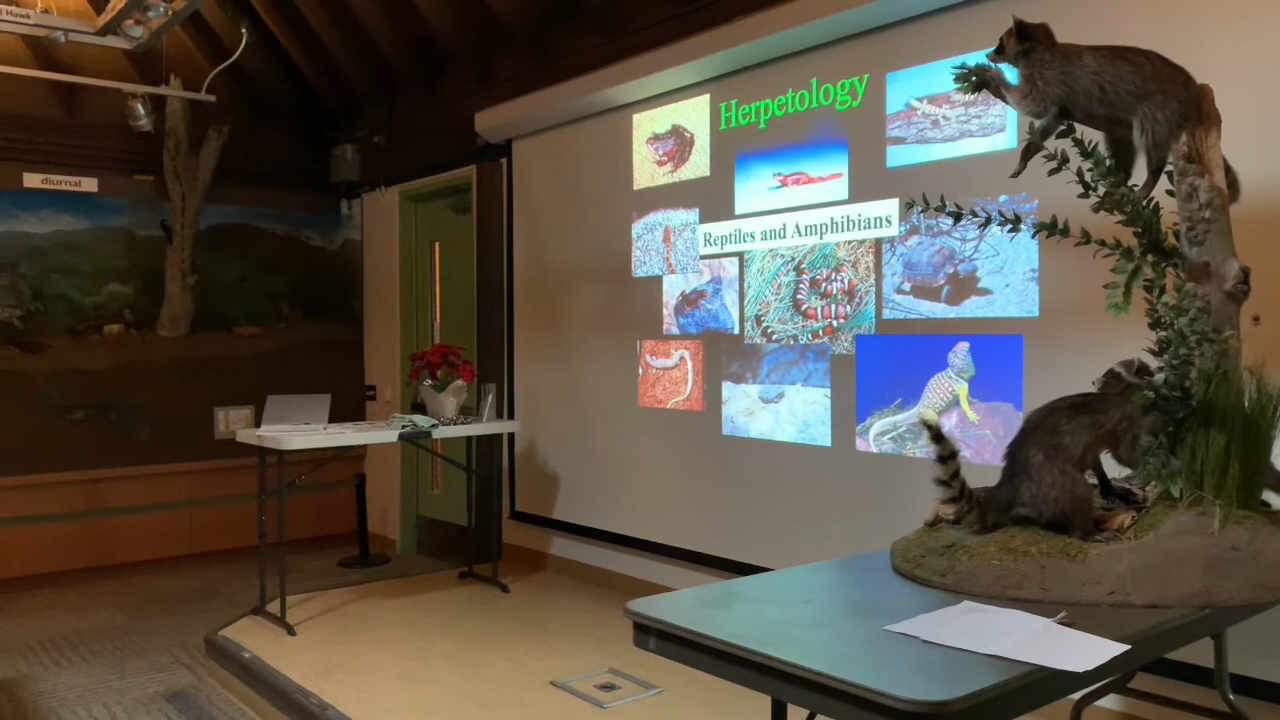 l Hawk
Herpetology
diurnal
Reptiles and Amphibians